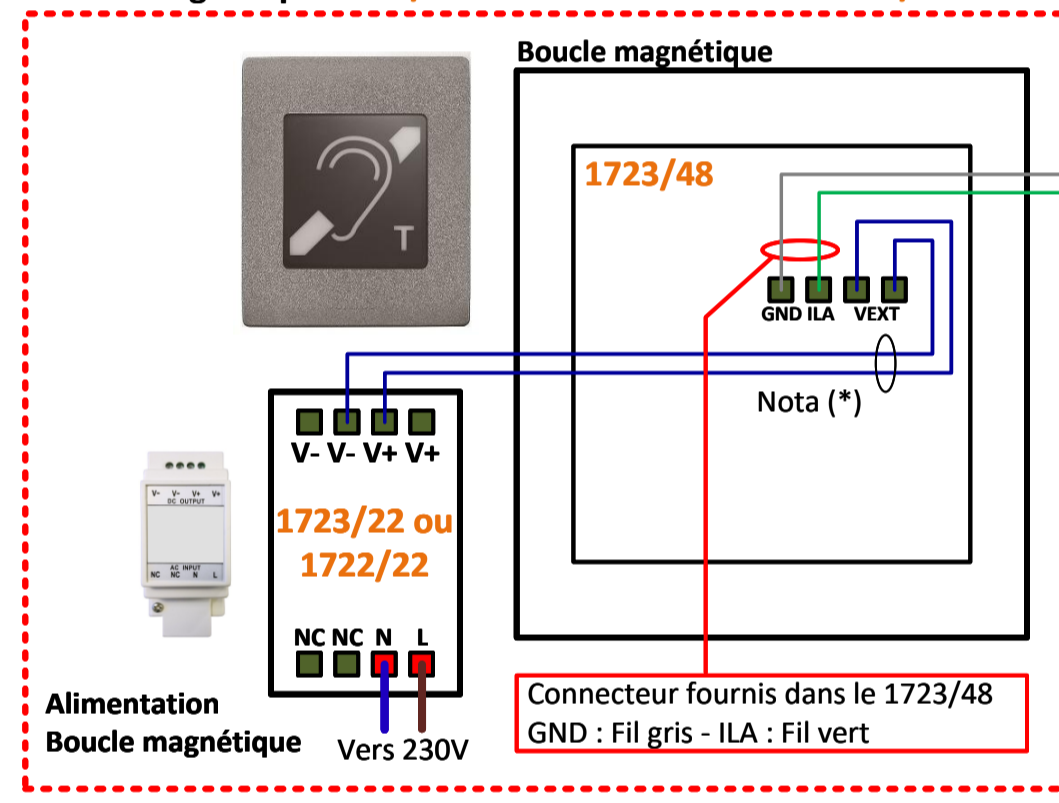 Boucle magnétique
1723/48
T
GND ILA VEXT
Nota (*)
V- V- V+ V+
1723/22 ou
1722/22
V- V- V+ V+
DC OUTPUT
AC INPUT
NC NC N L
NC NC N L
Alimentation
Boucle magnétique
Vers 230V
Connecteur fournis dans le 1723/48
GND : Fil gris - ILA : Fil vert